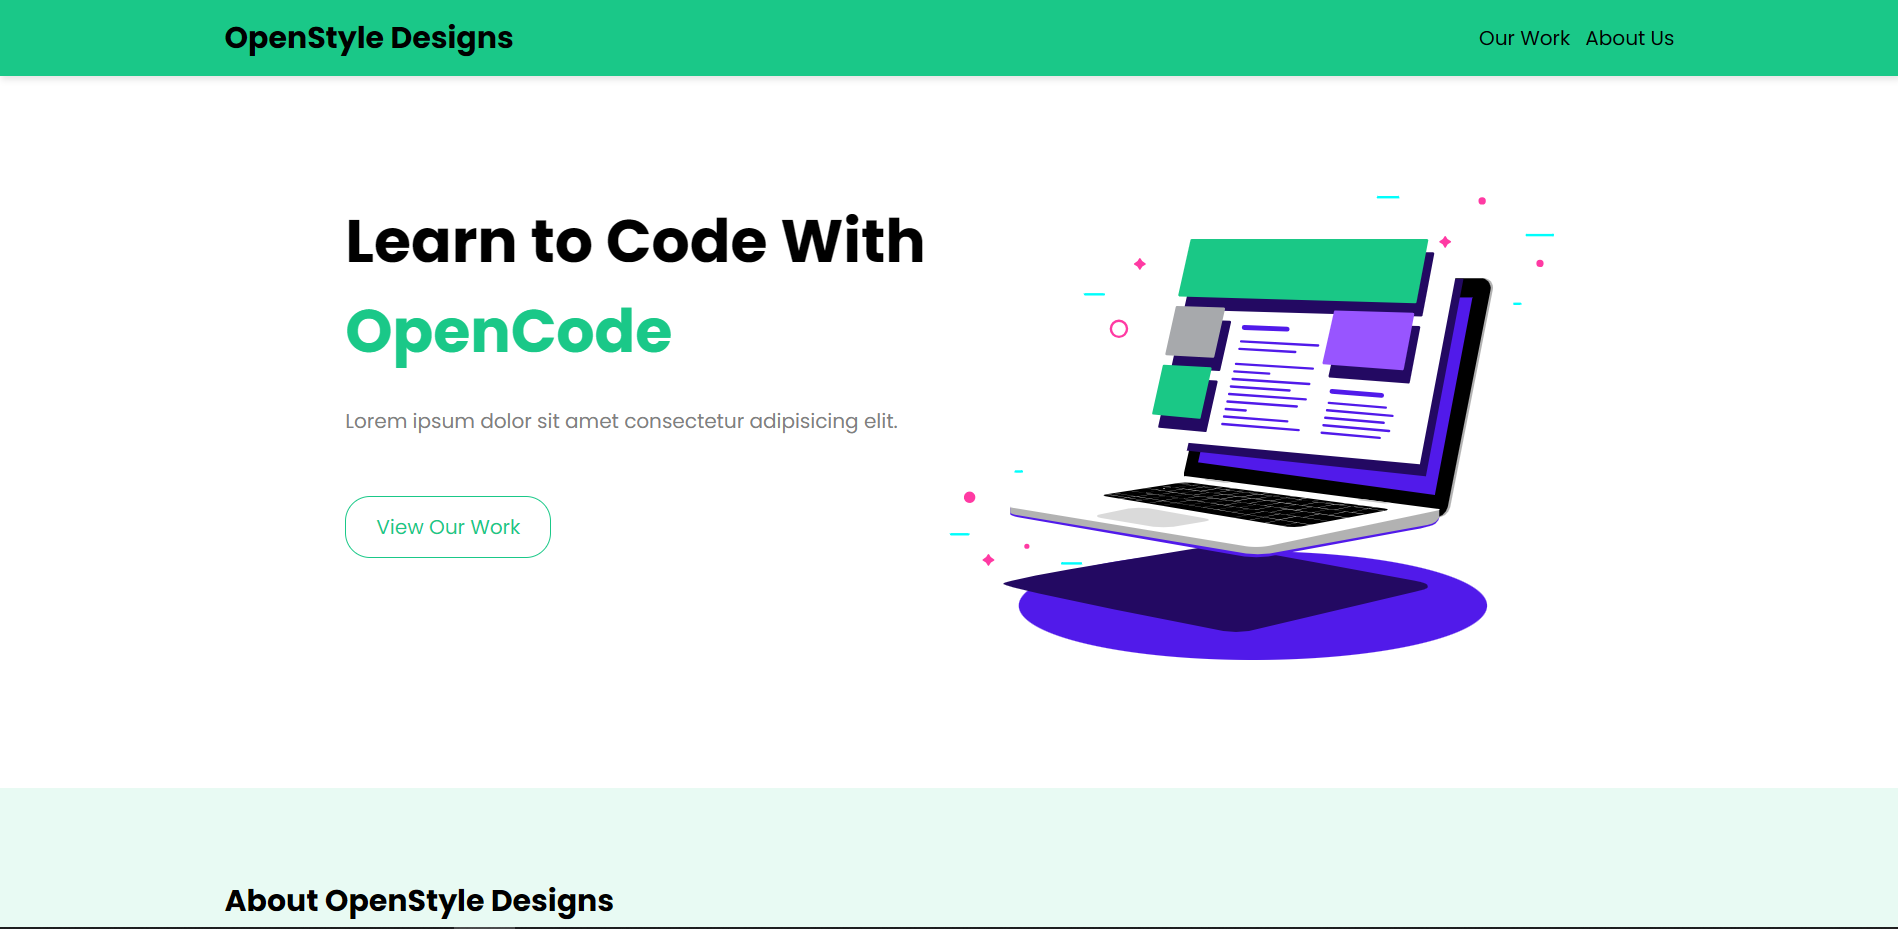 OpenStyle Designs
Our Work About Us
Learn to Code With
OpenCode
Lorem ipsum dolor sit amet consectetur adipisicing elit.
View Our Work
About OpenStyle Designs